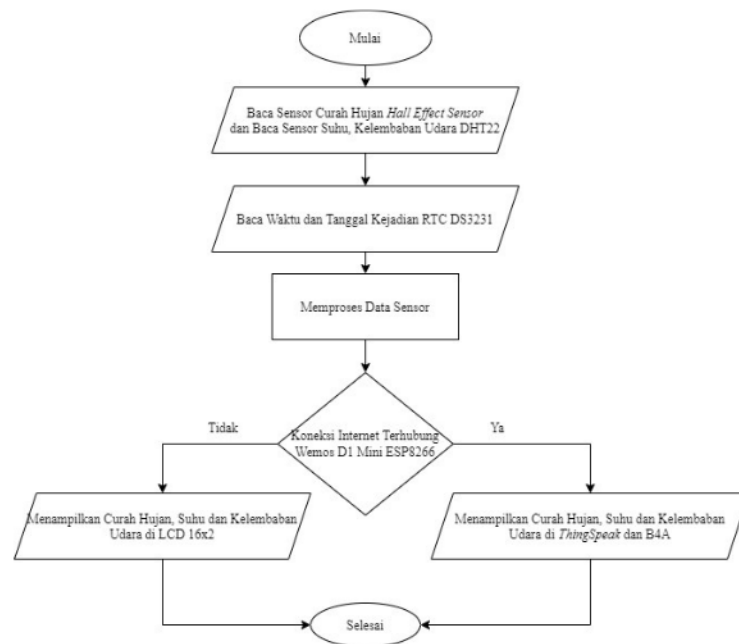 Mulai
Baca Sensor Curah Hujan Hall Effect Sensor
dan Baca Sensor Suhu, Kelembaban Udara DHT22
Baca Waktu dan Tanggal Kejadian RTC DS3231
Memproses Data Sensor
Koneksi Internet Terhubung
Wemos D1 Mini ESP8266
Tidak
Ya
Menampilkan Curah Hujan, Suhu dan Kelembaban
Udara di LCD 16x2
Menampilkan Curah Hujan, Suhu dan Kelembaban
Udara di ThingSpeak dan B4A
Selesai